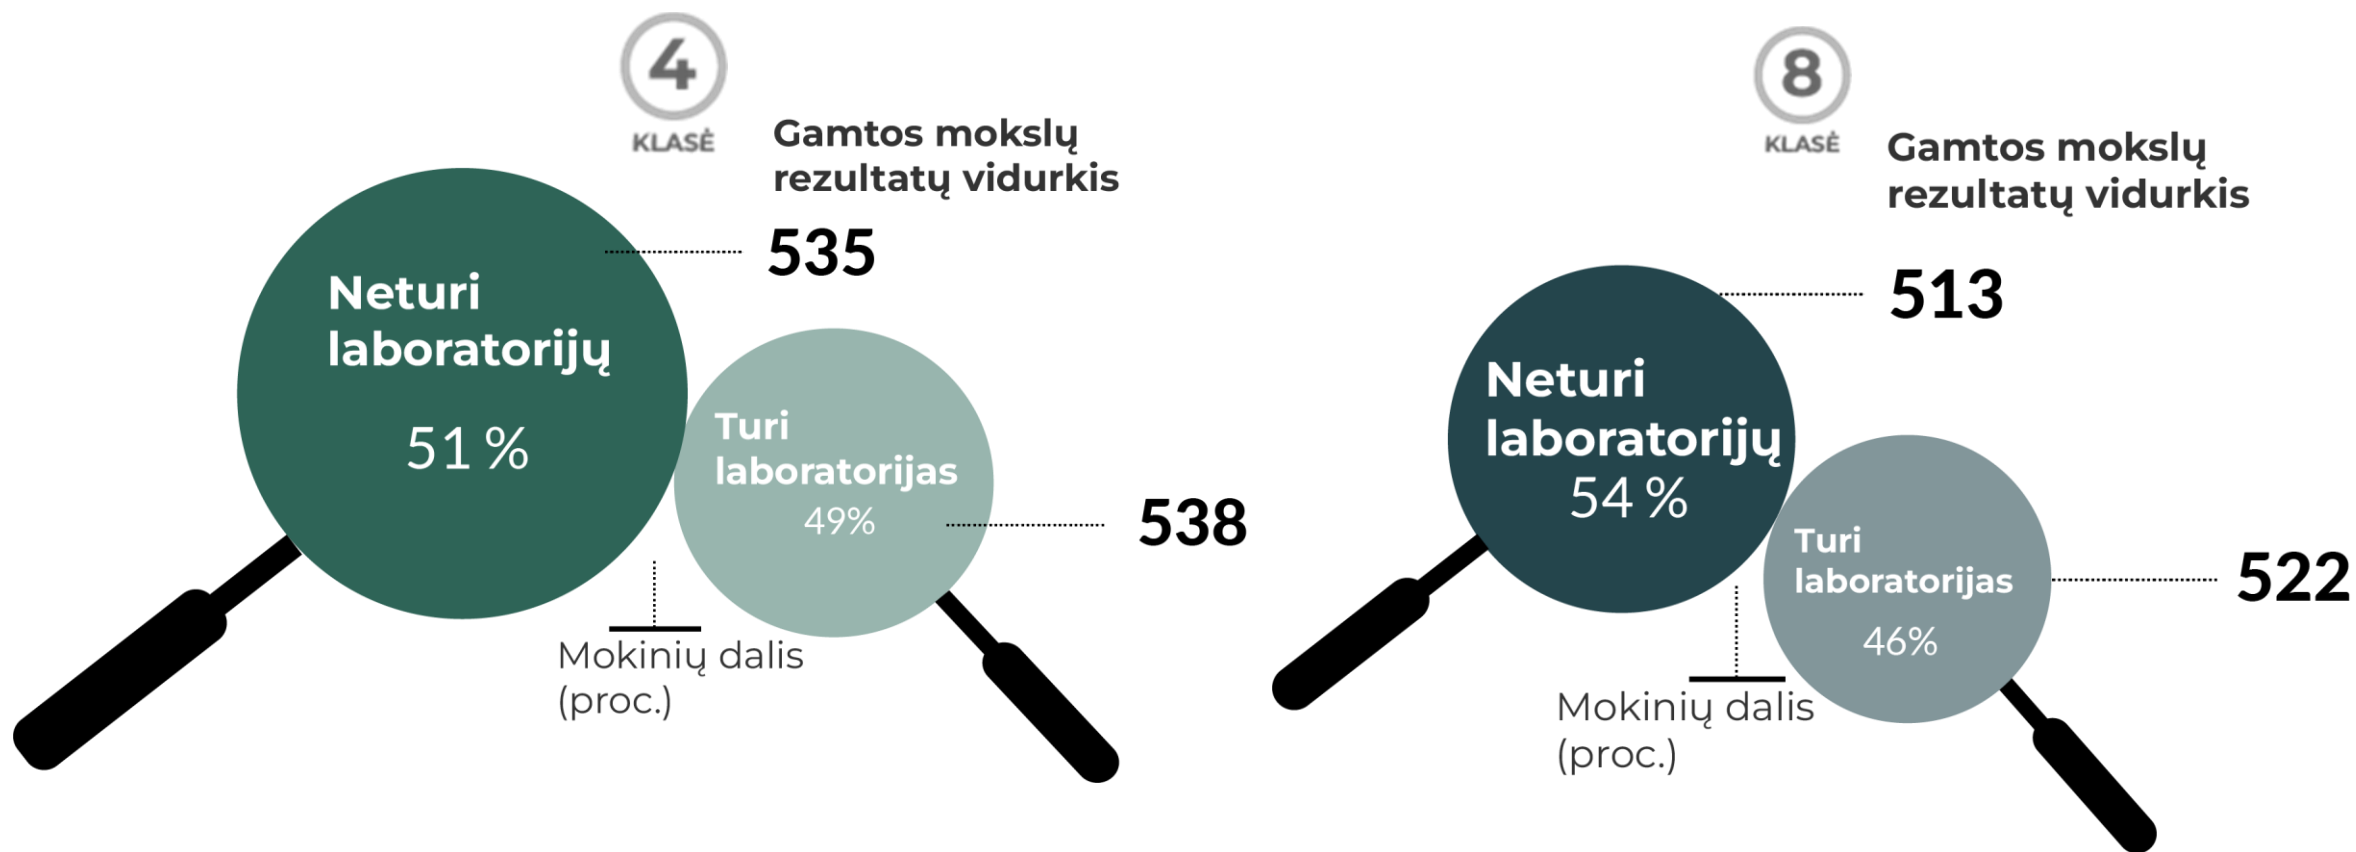 4
KLASĖ
Gamtos mokslų
rezultatų vidurkis
535
Neturi
laboratorijų
51 %
Turi
laboratorijas
49%
538
Mokinių dalis
(proc.)
8
KLASĖ
Gamtos mokslų
rezultatų vidurkis
513
Neturi
laboratorijų
54 %
Turi
laboratorijas
46%
522
Mokinių dalis
(proc.)